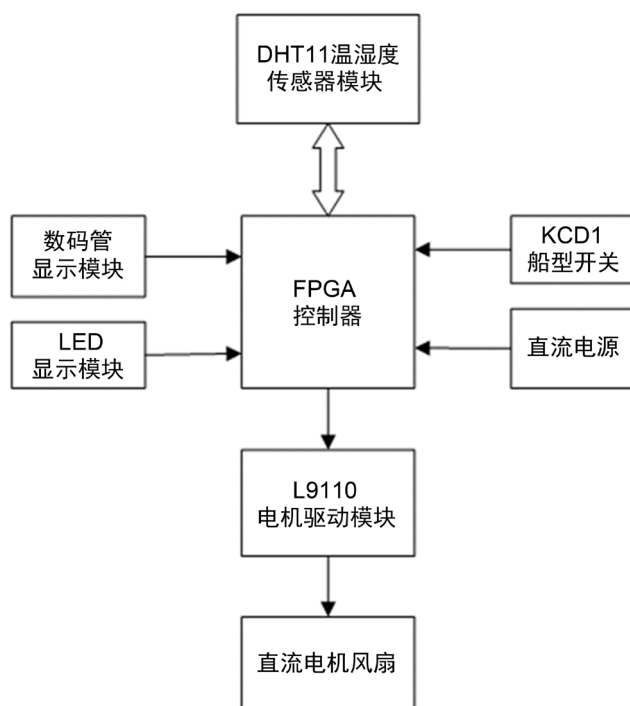 DHT11温湿度
传感器模块
数码管
显示模块
KCD1
船型开关
FPGA
控制器
LED
显示模块
直流电源
L9110
电机驱动模块
直流电机风扇